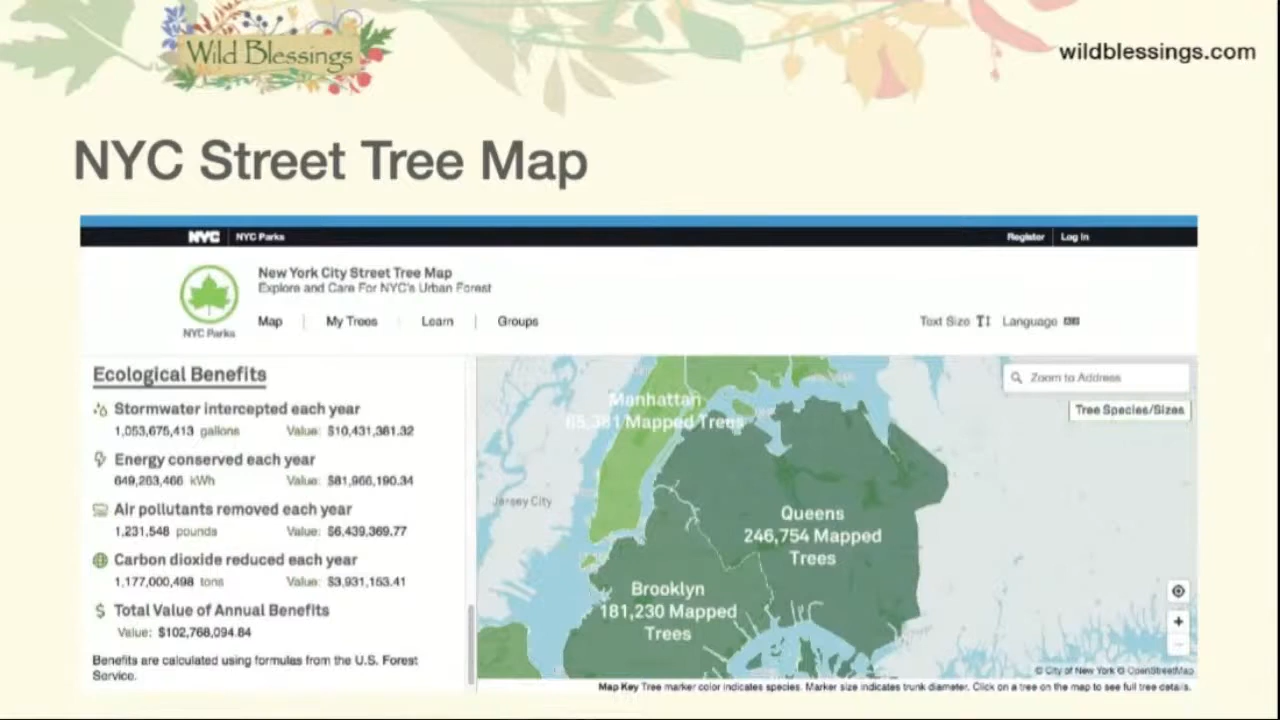 Wild Blessings
wildblessings.com
NYC Street Tree Map
NYC NYC Parks Register Log In
New York City Street Tree Map
Explore and Care For NYC's Urban Forest
NYC Parks
Map My Trees Learn Groups
Text Size Language
Ecological Benefits
Stormwater intercepted each year
1,053,675,413 gallons Value: $10,431,381.32
Energy conserved each year
649,263,466 kWh Value: $81,966,190.34
Air pollutants removed each year
1,231,548 pounds Value: $6,439,369.77
Carbon dioxide reduced each year
1,177,000,498 tons Value: $3,931,153.41
$ Total Value of Annual Benefits
Value: $102,768,094.84
Benefits are calculated using formulas from the U.S. Forest
Service.
Zoom to Address
Tree Species/Sizes
Manhattan
65,381 Mapped Trees
Jersey City
Queens
246,754 Mapped
Trees
Brooklyn
181,230 Mapped
Trees
+
© City of New York © OpenStreetMap
Map Key Tree marker color indicates species. Marker size indicates trunk diameter. Click on a tree on the map to see full tree details.